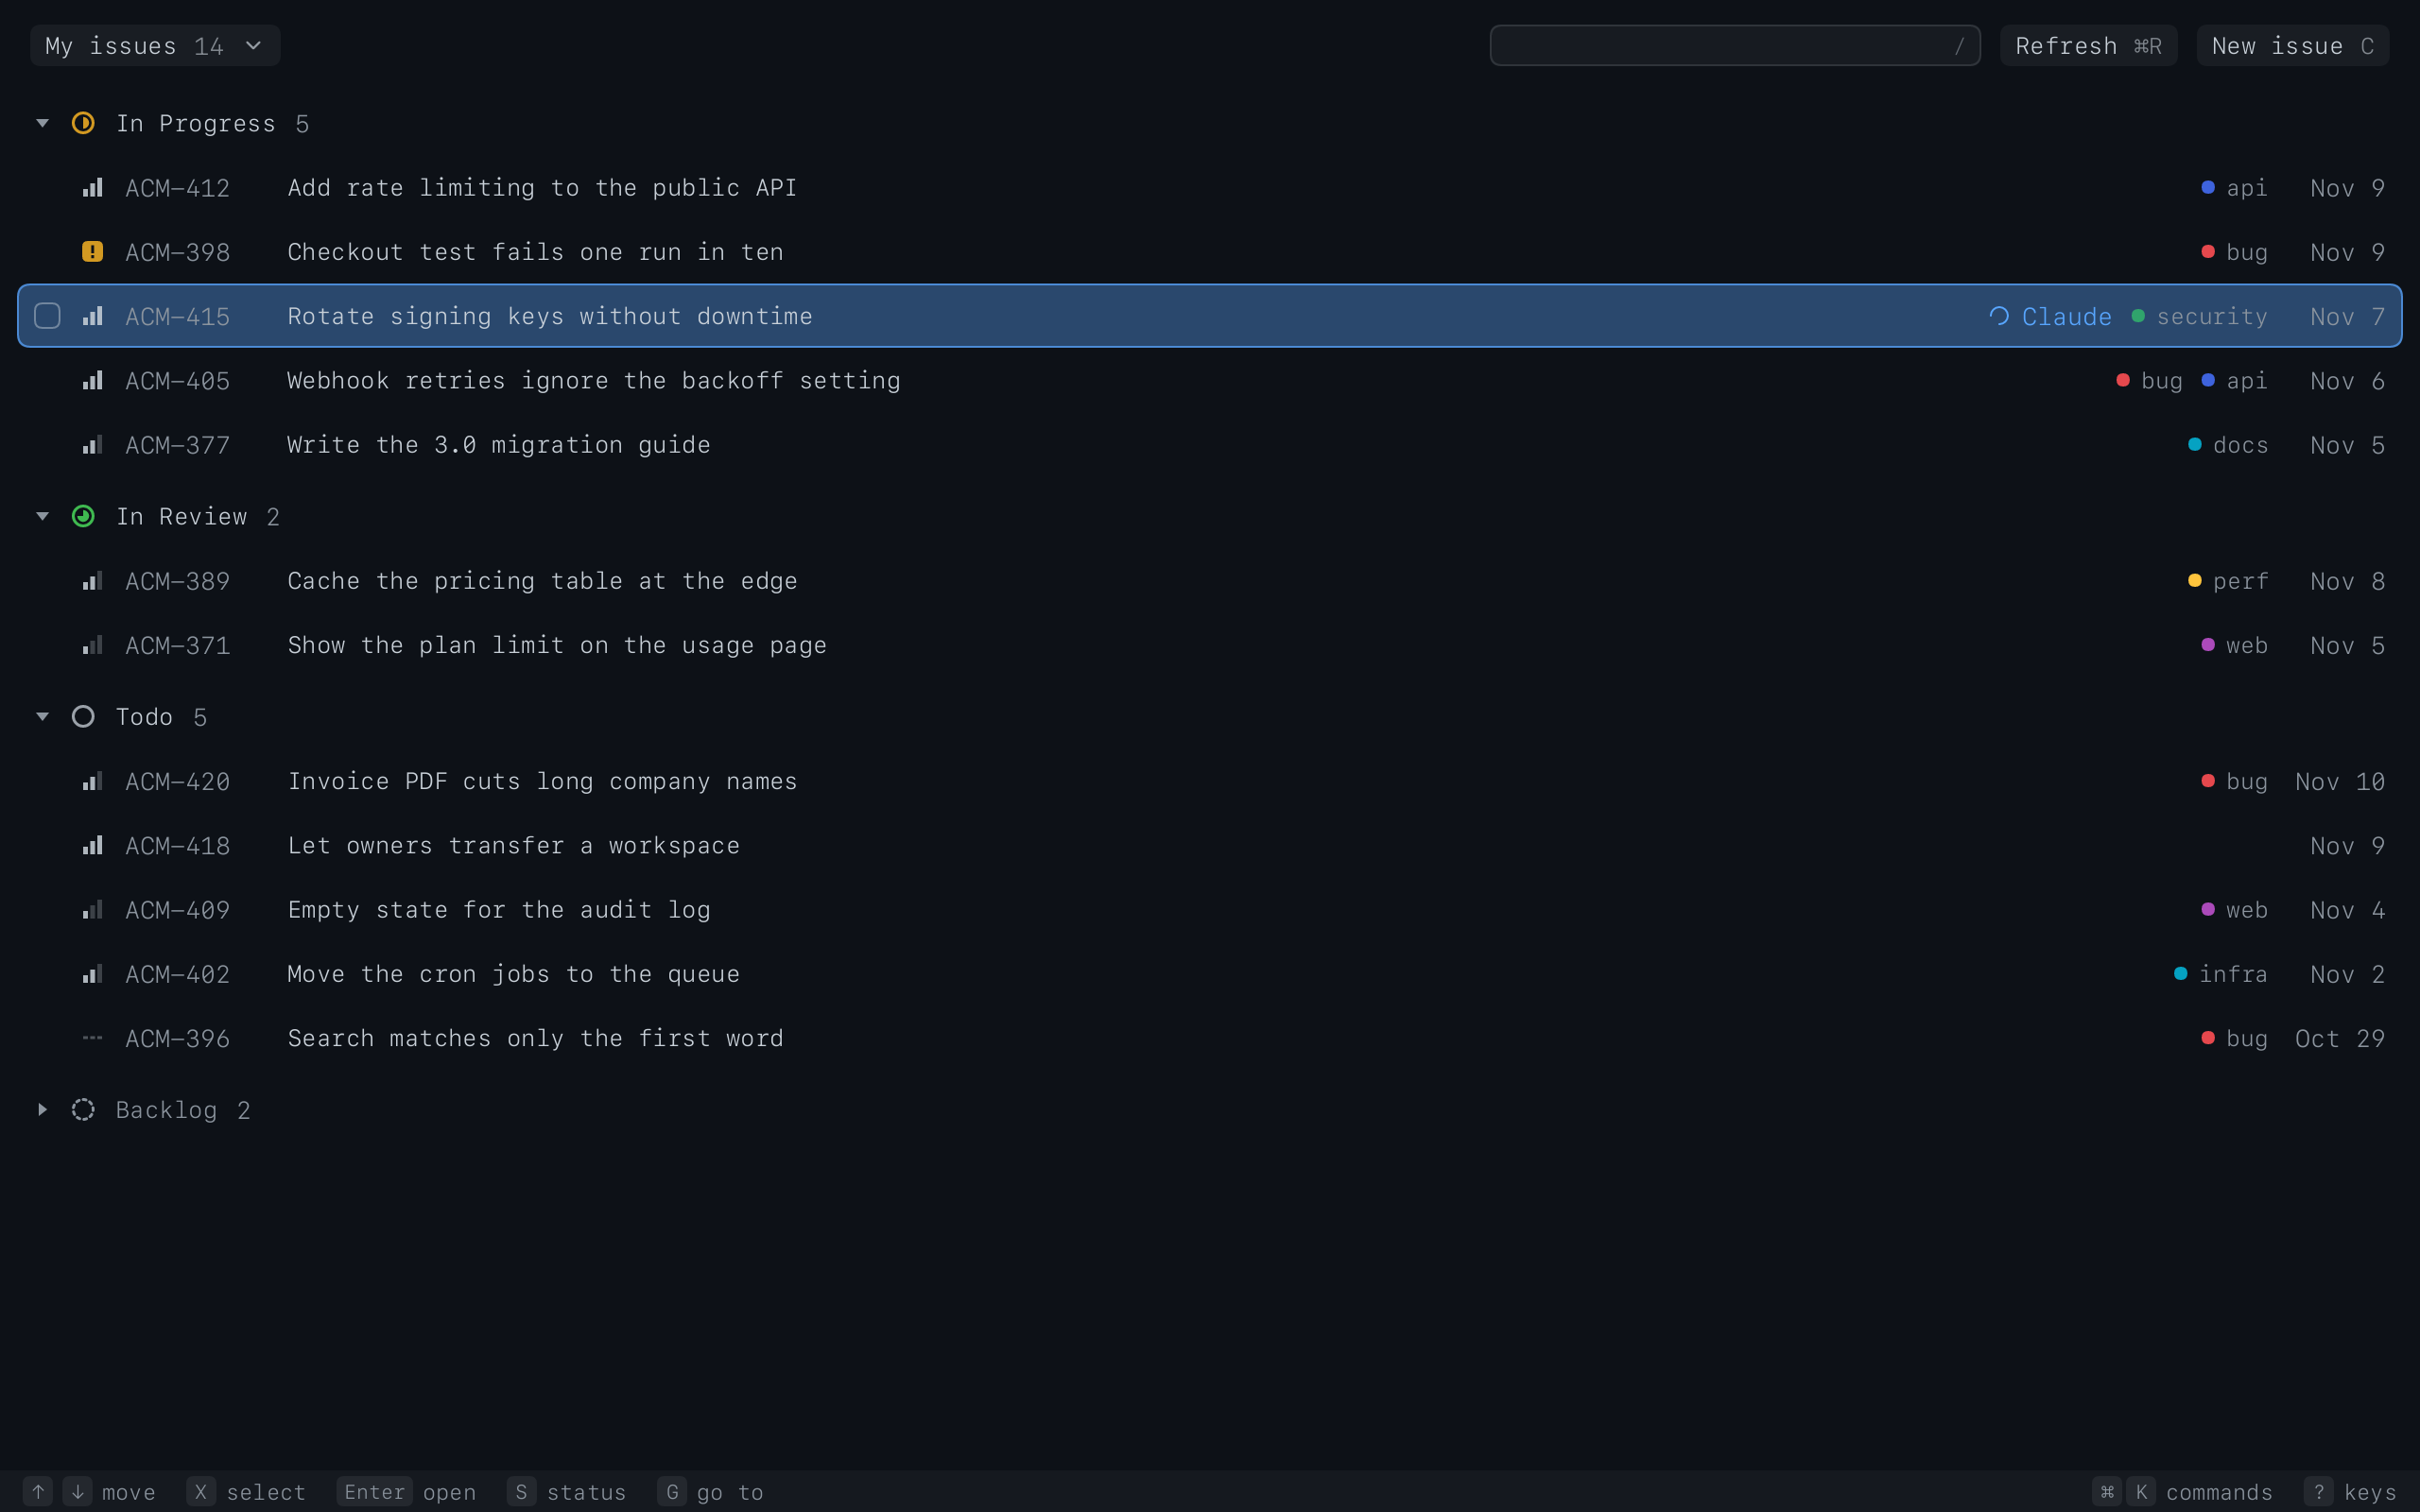 My issues 14 / Refresh ⌘R New issue C
In Progress 5
ACM-412 Add rate limiting to the public API api Nov 9
ACM-398 Checkout test fails one run in ten bug Nov 9
ACM-415 Rotate signing keys without downtime Claude security Nov 7
ACM-405 Webhook retries ignore the backoff setting bug api Nov 6
ACM-377 Write the 3.0 migration guide docs Nov 5
In Review 2
ACM-389 Cache the pricing table at the edge perf Nov 8
ACM-371 Show the plan limit on the usage page web Nov 5
Todo 5
ACM-420 Invoice PDF cuts long company names bug Nov 10
ACM-418 Let owners transfer a workspace Nov 9
ACM-409 Empty state for the audit log web Nov 4
ACM-402 Move the cron jobs to the queue infra Nov 2
ACM-396 Search matches only the first word bug Oct 29
Backlog 2
↑ ↓ move X select Enter open S status G go to ⌘ K commands ? keys